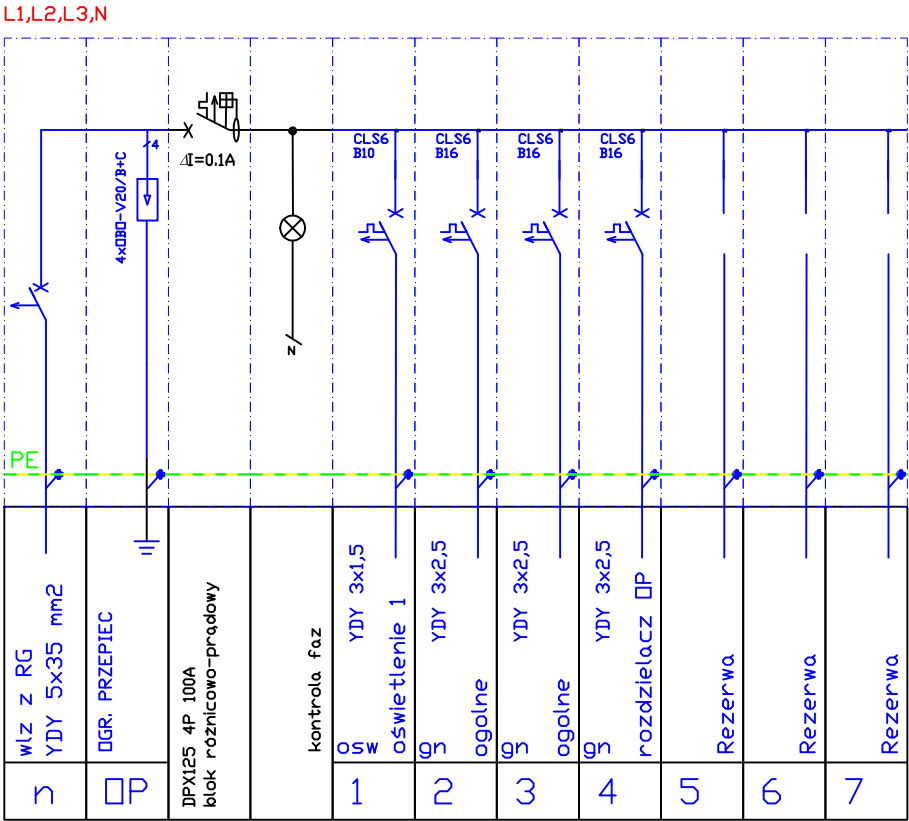 L1,L2,L3,N
4
4xOBO-V20/B+C
ΔI=0.1A
N
CLS6
B10
CLS6
B16
CLS6
B16
CLS6
B16
PE
wlz z RG
YDY 5x35 mm2
OGR. PRZEPIEC
DPX125 4P 100A
blok różnicowo-prądowy
kontrola faz
YDY 3x1,5
oświetlenie 1
osw
YDY 3x2,5
ogolne
gn
YDY 3x2,5
ogolne
gn
YDY 3x2,5
rozdzielacz OP
gn
Rezerwa
Rezerwa
Rezerwa
n
OP
1
2
3
4
5
6
7